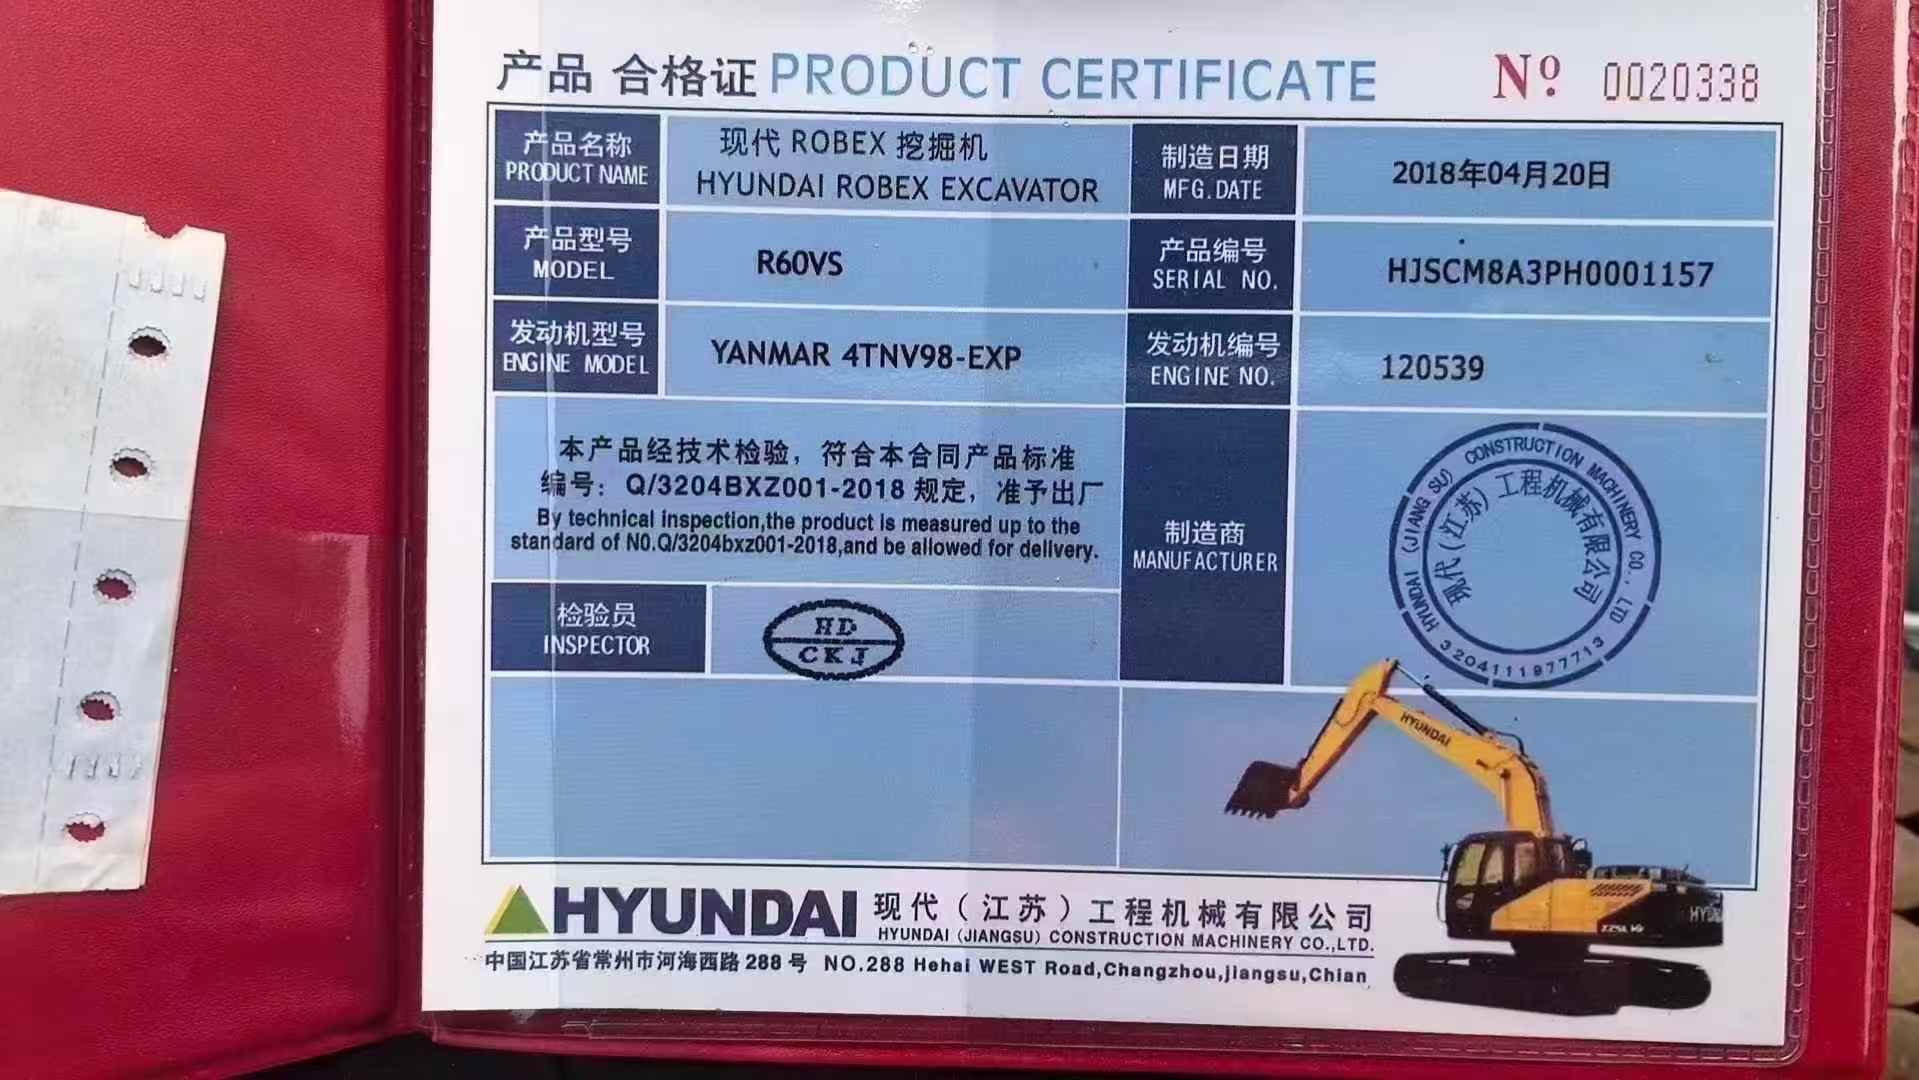 产品 合格证 PRODUCT CERTIFICATE Nº 0020338
产品名称
PRODUCT NAME
现代 ROBEX 挖掘机
HYUNDAI ROBEX EXCAVATOR
制造日期
MFG.DATE
2018年04月20日
产品型号
MODEL
R60VS
产品编号
SERIAL NO.
HJSCM8A3PH0001157
发动机型号
ENGINE MODEL
YANMAR 4TNV98-EXP
发动机编号
ENGINE NO.
120539
本产品经技术检验，符合本合同产品标准
编号：Q/3204BXZ001-2018 规定，准予出厂
By technical inspection,the product is measured up to the
standard of N0.Q/3204bxz001-2018,and be allowed for delivery.
制造商
MANUFACTURER
HYUNDAI (JIANG SU) CONSTRUCTION MACHINERY CO., LTD
现代(江苏)工程机械有限公司
3204111977713
检验员
INSPECTOR
HD
CKJ
HYUNDAI
HYUNDAI 现代（江苏）工程机械有限公司
HYUNDAI (JIANGSU) CONSTRUCTION MACHINERY CO.,LTD.
中国江苏省常州市河海西路288号 NO.288 Hehai WEST Road,Changzhou,jiangsu,Chian